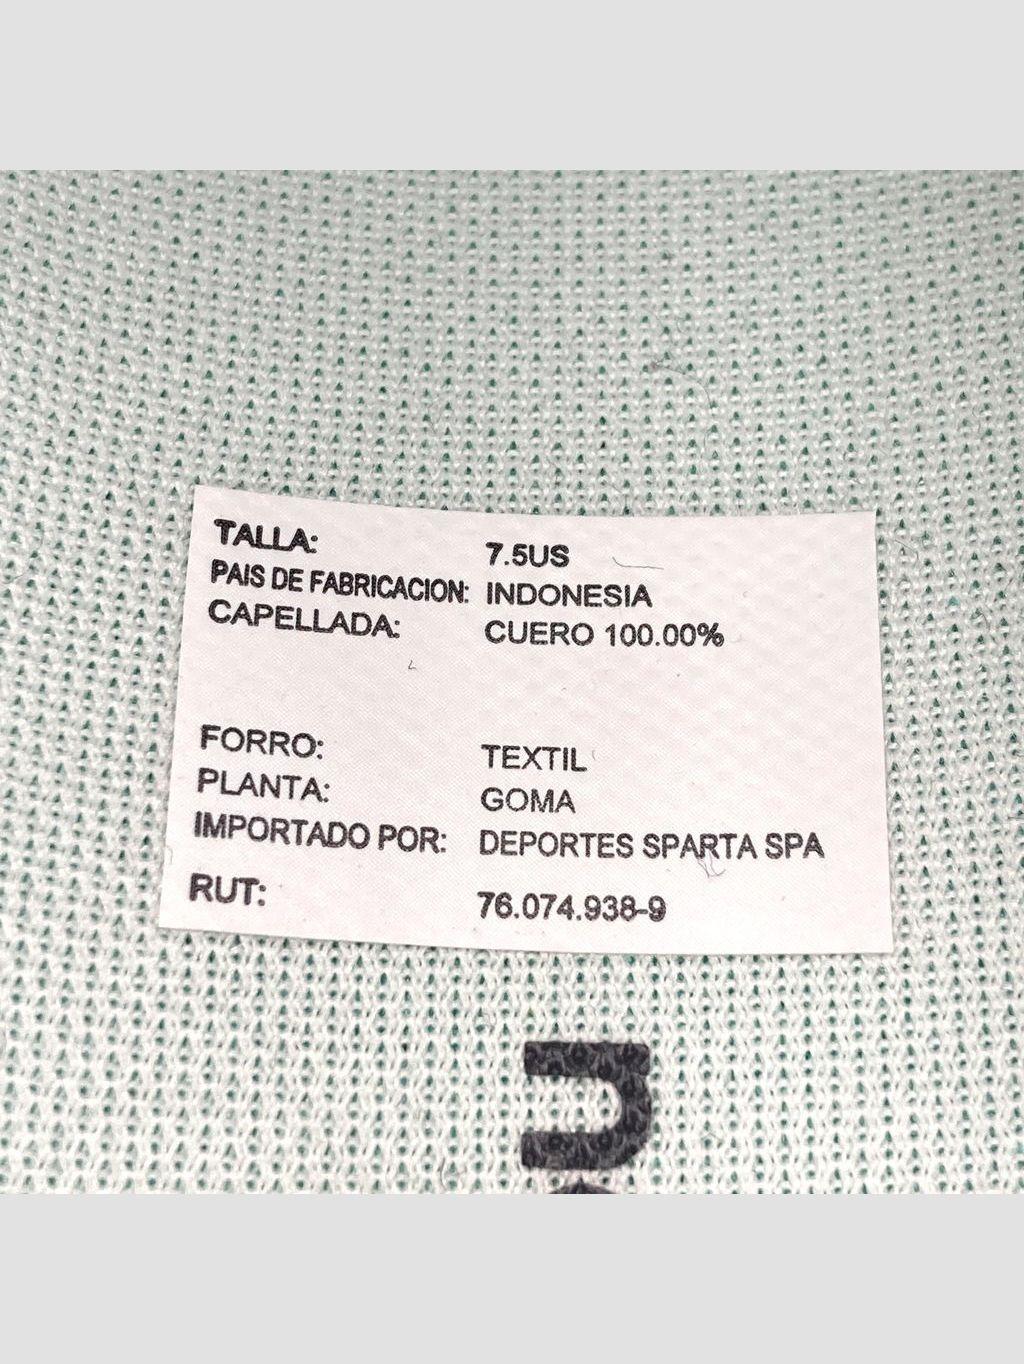 TALLA: 7.5US
PAIS DE FABRICACION: INDONESIA
CAPELLADA: CUERO 100.00%
FORRO: TEXTIL
PLANTA: GOMA
IMPORTADO POR: DEPORTES SPARTA SPA
RUT: 76.074.938-9